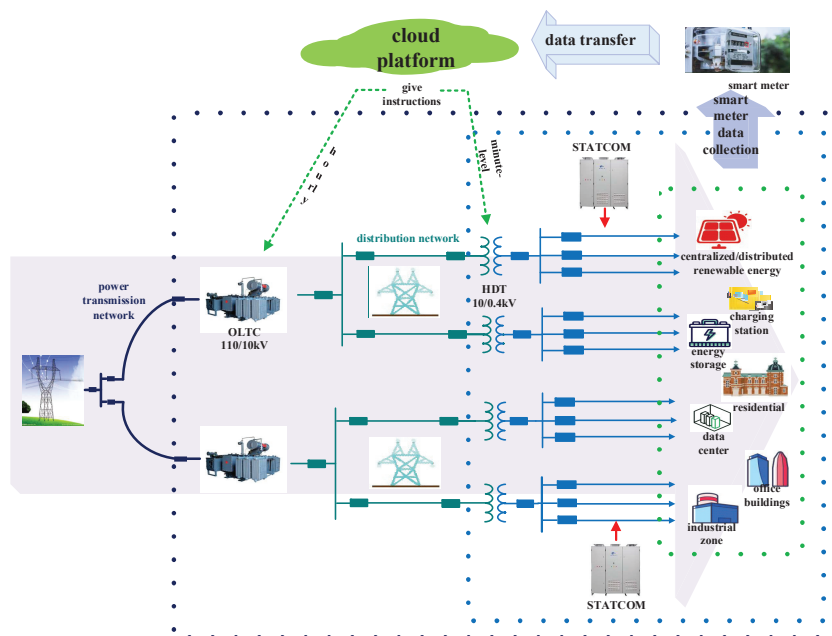 cloud
platform
data transfer
smart meter
give
instructions
smart
meter
data
collection
hourly
minute-
level
STATCOM
distribution network
centralized/distributed
renewable energy
HDT
10/0.4kV
power
transmission
network
OLTC
110/10kV
charging
station
energy
storage
residential
data
center
office
buildings
industrial
zone
STATCOM